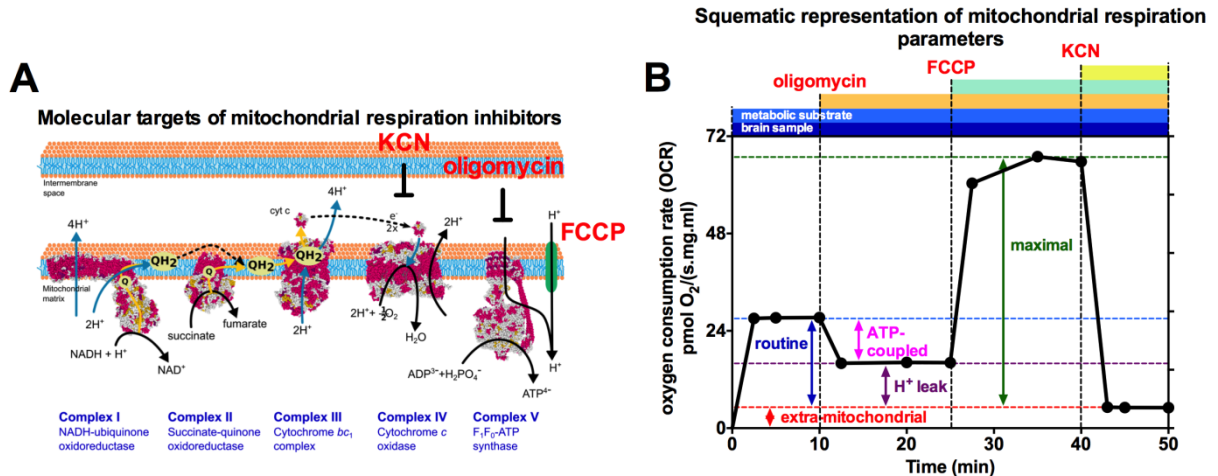 A
Molecular targets of mitochondrial respiration inhibitors
KCN
oligomycin
FCCP
Intermembrane
space
4H⁺
cyt c
4H⁺
e⁻
2x
2H⁺
H⁺
QH₂
QH₂
QH₂
Q
Q
Mitochondrial
matrix
2H⁺
NADH + H⁺
NAD⁺
succinate
fumarate
2H⁺
2H⁺+ ½O₂
H₂O
ADP³⁻+H₂PO₄⁻
ATP⁴⁻
H⁺
Complex I
NADH-ubiquinone
oxidoreductase
Complex II
Succinate-quinone
oxidoreductase
Complex III
Cytochrome bc₁
complex
Complex IV
Cytochrome c
oxidase
Complex V
F₁F₀-ATP
synthase
Squematic representation of mitochondrial respiration
parameters
B
oligomycin
FCCP
KCN
metabolic substrate
brain sample
oxygen consumption rate (OCR)
pmol O₂/(s.mg.ml)
72
48
24
0
routine
ATP-
coupled
H⁺ leak
maximal
extra-mitochondrial
0 10 20 30 40 50
Time (min)